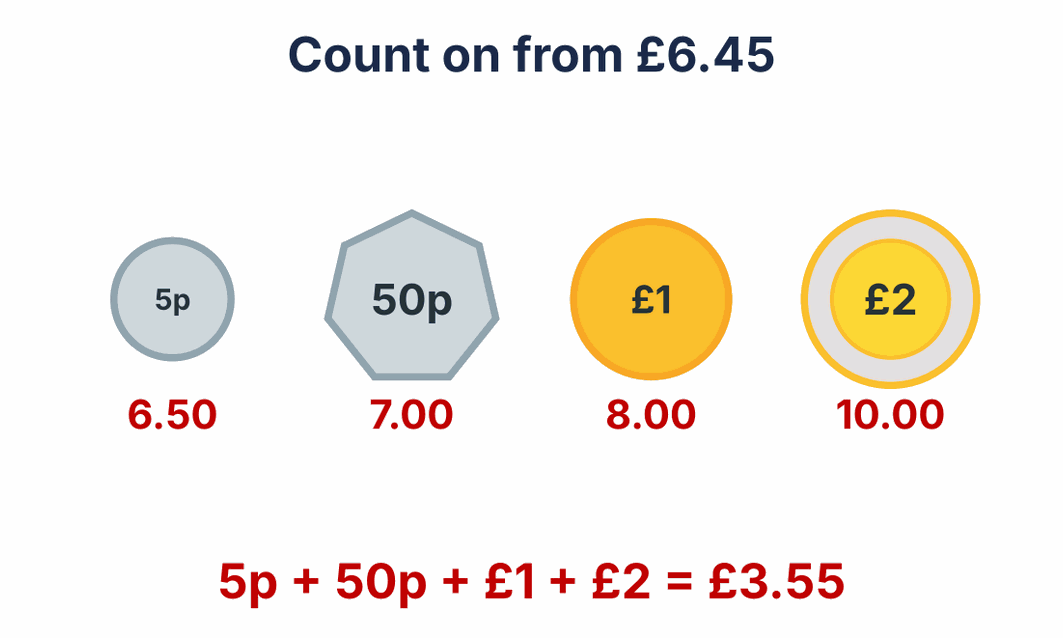 Count on from £6.45
5p 50p £1 £2
6.50 7.00 8.00 10.00
5p + 50p + £1 + £2 = £3.55